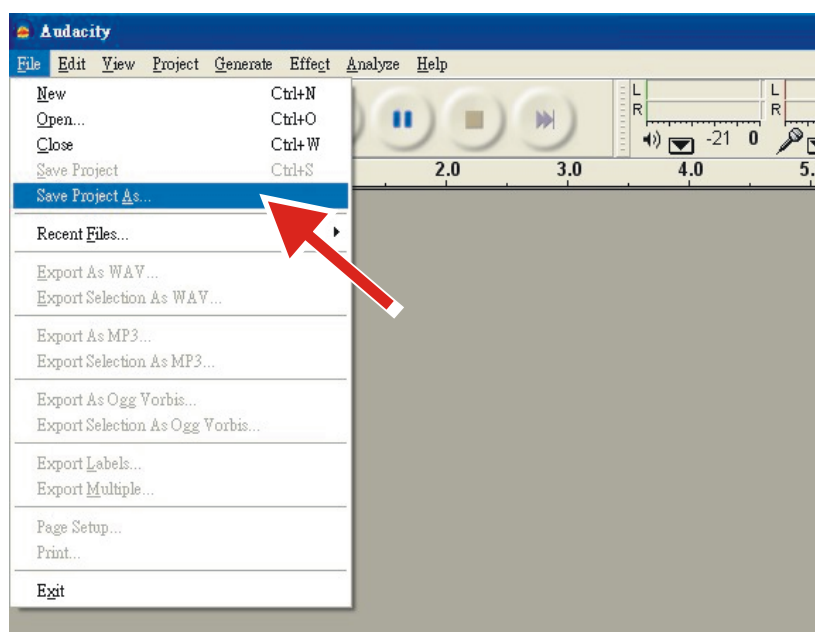 Audacity
File Edit View Project Generate Effect Analyze Help
New Ctrl+N
Open... Ctrl+O
Close Ctrl+W
Save Project Ctrl+S
Save Project As...
Recent Files...
Export As WAV...
Export Selection As WAV...
Export As MP3...
Export Selection As MP3...
Export As Ogg Vorbis...
Export Selection As Ogg Vorbis...
Export Labels...
Export Multiple...
Page Setup...
Print...
Exit
L L
R R
-21 0
2.0 3.0 4.0 5.